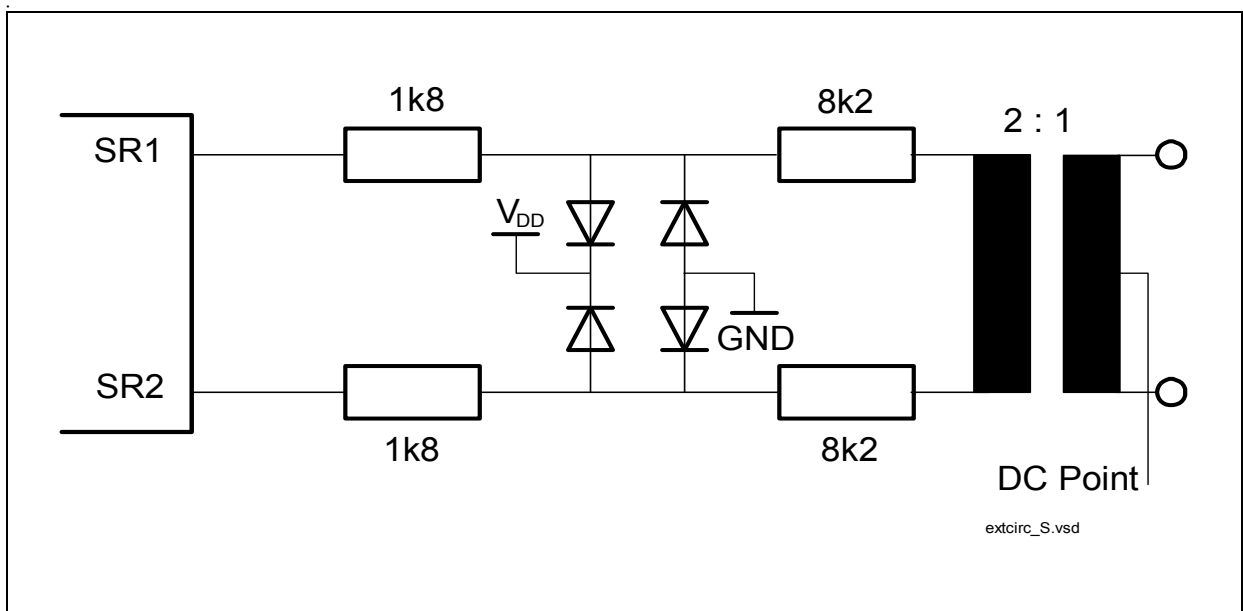 1k8
8k2
2 : 1
SR1
VDD
GND
SR2
1k8
8k2
DC Point
extcirc_S.vsd